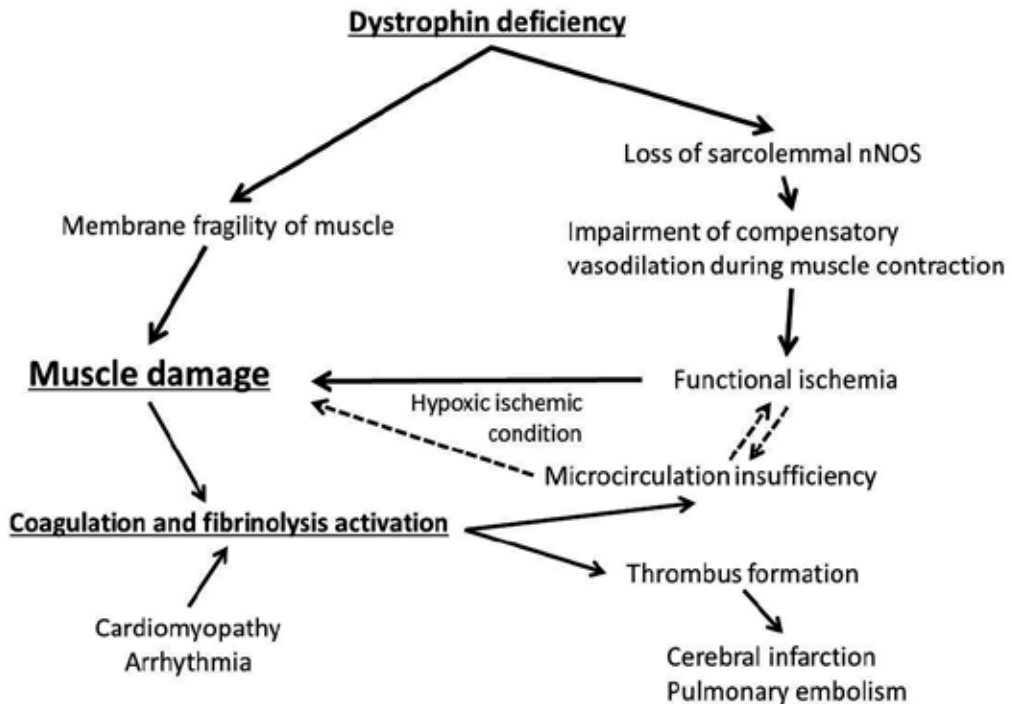 Dystrophin deficiency
Loss of sarcolemmal nNOS
Membrane fragility of muscle
Impairment of compensatory
vasodilation during muscle contraction
Muscle damage
Functional ischemia
Hypoxic ischemic
condition
Microcirculation insufficiency
Coagulation and fibrinolysis activation
Thrombus formation
Cardiomyopathy
Arrhythmia
Cerebral infarction
Pulmonary embolism